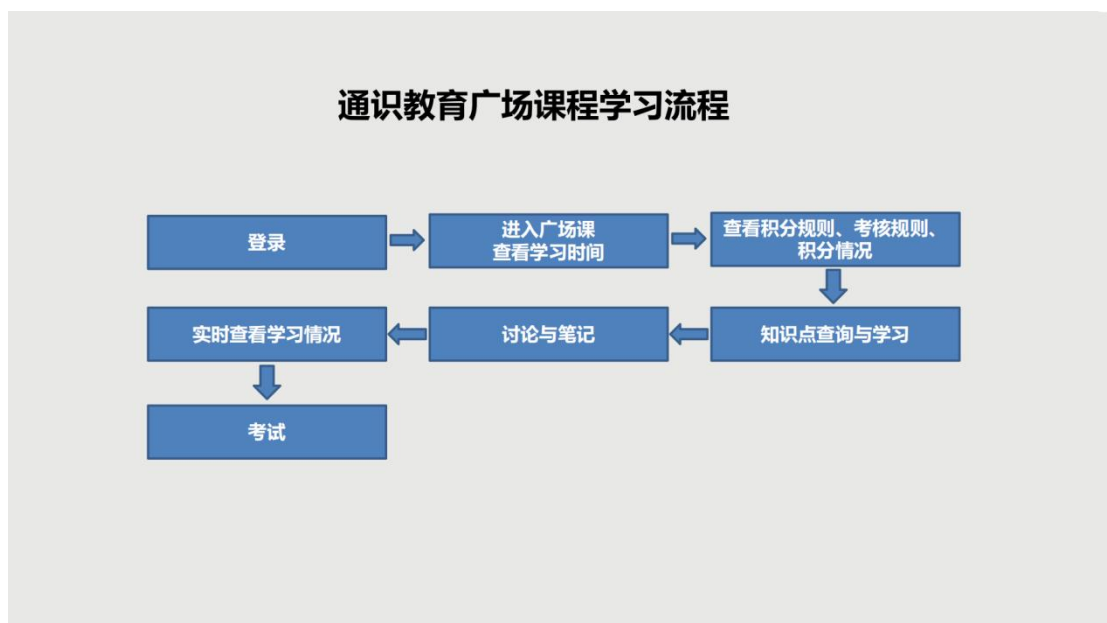 通识教育广场课程学习流程
登录
进入广场课
查看学习时间
查看积分规则、考核规则、
积分情况
知识点查询与学习
讨论与笔记
实时查看学习情况
考试